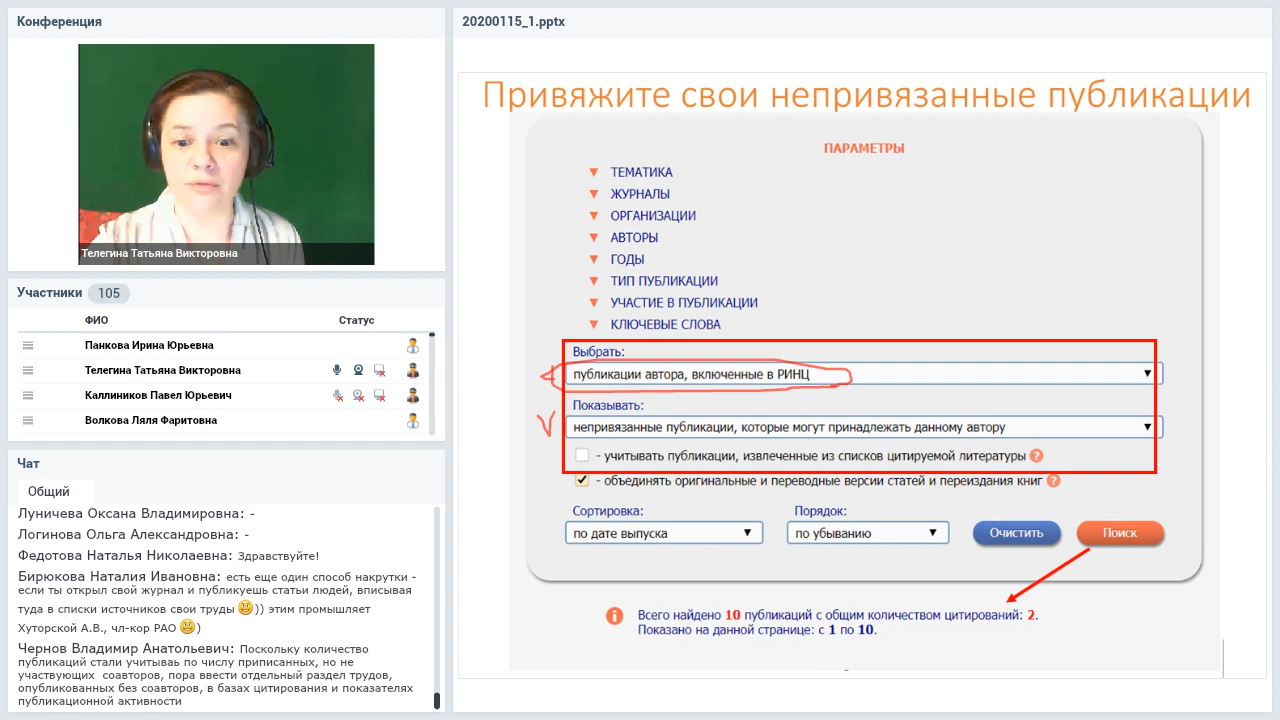 Конференция
Телегина Татьяна Викторовна
Участники 105
ФИО Статус
Панкова Ирина Юрьевна
Телегина Татьяна Викторовна
Каллиников Павел Юрьевич
Волкова Ляля Фаритовна
Чат
Общий
Луничева Оксана Владимировна: -
Логинова Ольга Александровна: -
Федотова Наталья Николаевна: Здравствуйте!
Бирюкова Наталия Ивановна: есть еще один способ накрутки -
если ты открыл свой журнал и публикуешь статьи людей, вписывая
туда в списки источников свои труды )) этим промышляет
Хуторской А.В., чл-кор РАО )
Чернов Владимир Анатольевич: Поскольку количество
публикаций стали учитываь по числу приписанных, но не
участвующих соавторов, пора ввести отдельный раздел трудов,
опубликованных без соавторов, в базах цитирования и показателях
публикационной активности
20200115_1.pptx
Привяжите свои непривязанные публикации
ПАРАМЕТРЫ
ТЕМАТИКА
ЖУРНАЛЫ
ОРГАНИЗАЦИИ
АВТОРЫ
ГОДЫ
ТИП ПУБЛИКАЦИИ
УЧАСТИЕ В ПУБЛИКАЦИИ
КЛЮЧЕВЫЕ СЛОВА
Выбрать:
публикации автора, включенные в РИНЦ
Показывать:
непривязанные публикации, которые могут принадлежать данному автору
- учитывать публикации, извлеченные из списков цитируемой литературы ?
- объединять оригинальные и переводные версии статей и переиздания книг ?
Сортировка: Порядок:
по дате выпуска по убыванию Очистить Поиск
Всего найдено 10 публикаций с общим количеством цитирований: 2.
Показано на данной странице: с 1 по 10.